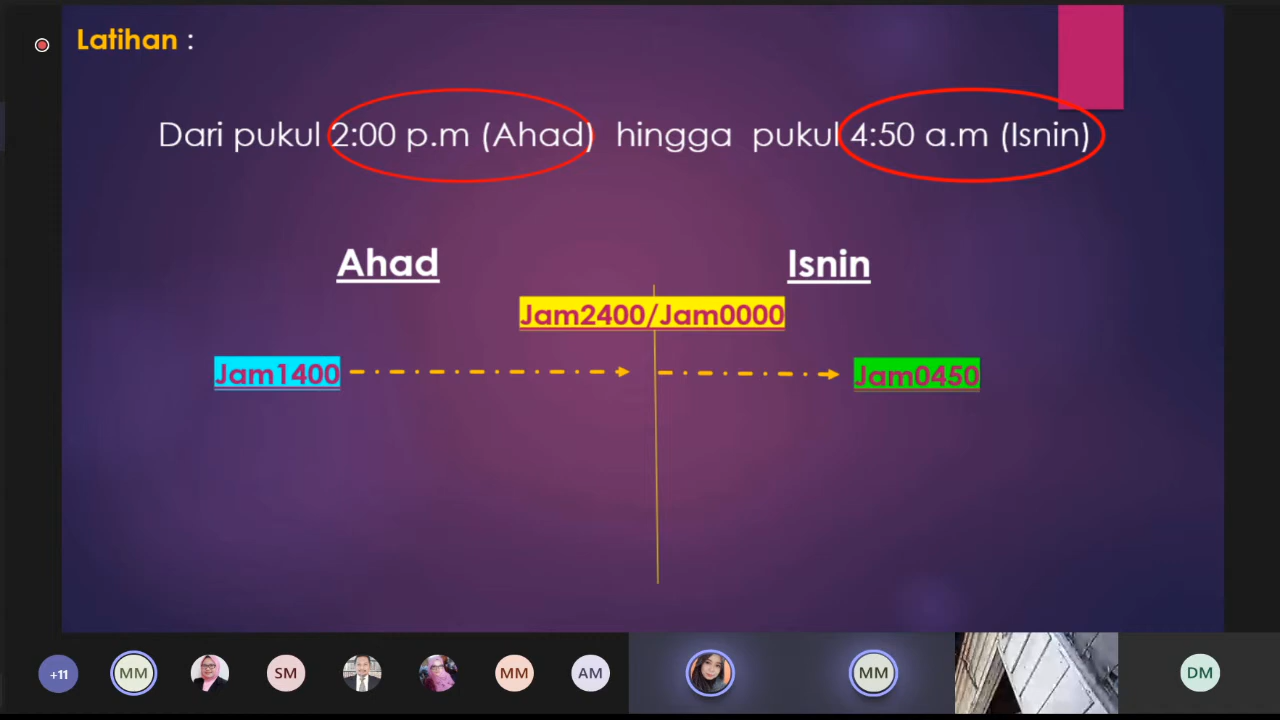 Latihan :
Dari pukul 2:00 p.m (Ahad) hingga pukul 4:50 a.m (Isnin)
Ahad
Isnin
Jam2400/Jam0000
Jam1400
Jam0450
+11
MM
SM
MM
AM
MM
DM